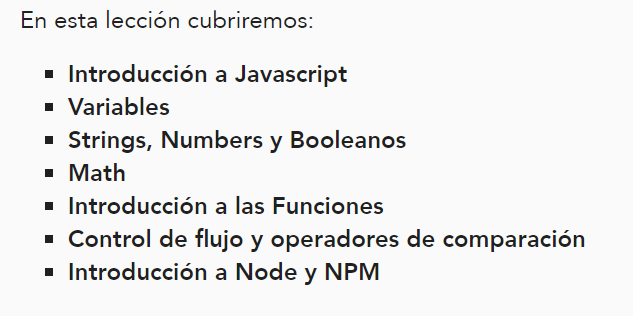 En esta lección cubriremos:
Introducción a Javascript
Variables
Strings, Numbers y Booleanos
Math
Introducción a las Funciones
Control de flujo y operadores de comparación
Introducción a Node y NPM